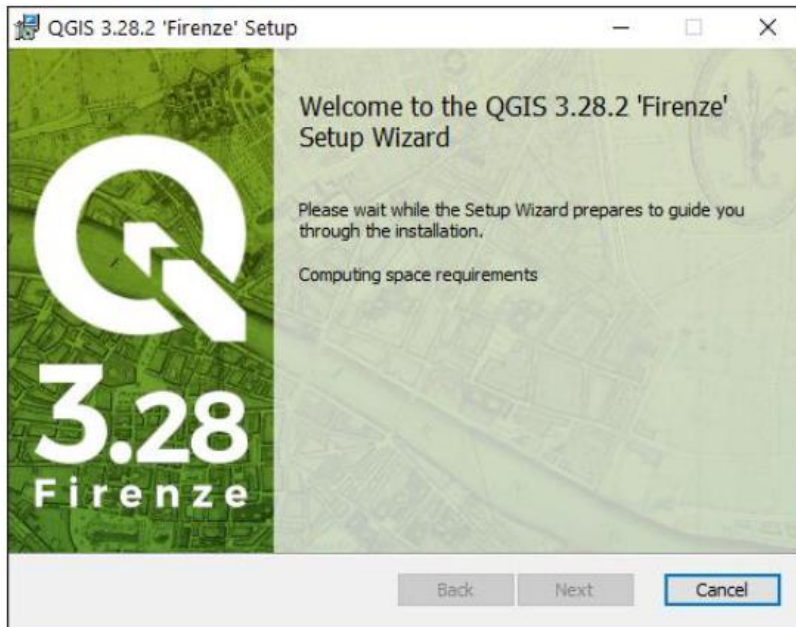 QGIS 3.28.2 'Firenze' Setup
Welcome to the QGIS 3.28.2 'Firenze'
Setup Wizard
Please wait while the Setup Wizard prepares to guide you
through the installation.
Computing space requirements
3.28
Firenze
Back Next Cancel